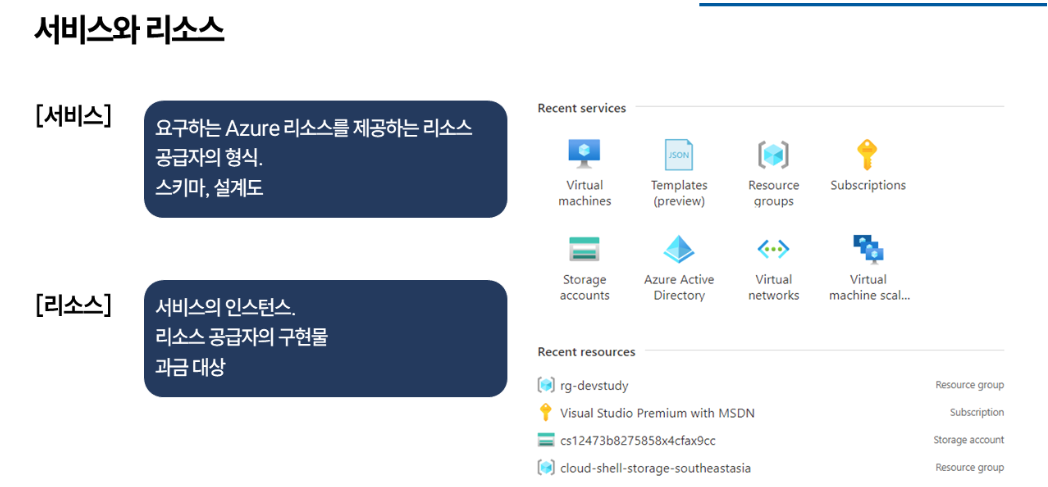 서비스와 리소스
[서비스]
요구하는 Azure 리소스를 제공하는 리소스
공급자의 형식.
스키마, 설계도
[리소스]
서비스의 인스턴스.
리소스 공급자의 구현물
과금 대상
Recent services
Virtual
machines
JSON
Templates
(preview)
Resource
groups
Subscriptions
Storage
accounts
Azure Active
Directory
Virtual
networks
Virtual
machine scal...
Recent resources
rg-devstudy Resource group
Visual Studio Premium with MSDN Subscription
cs12473b8275858x4cfax9cc Storage account
cloud-shell-storage-southeastasia Resource group